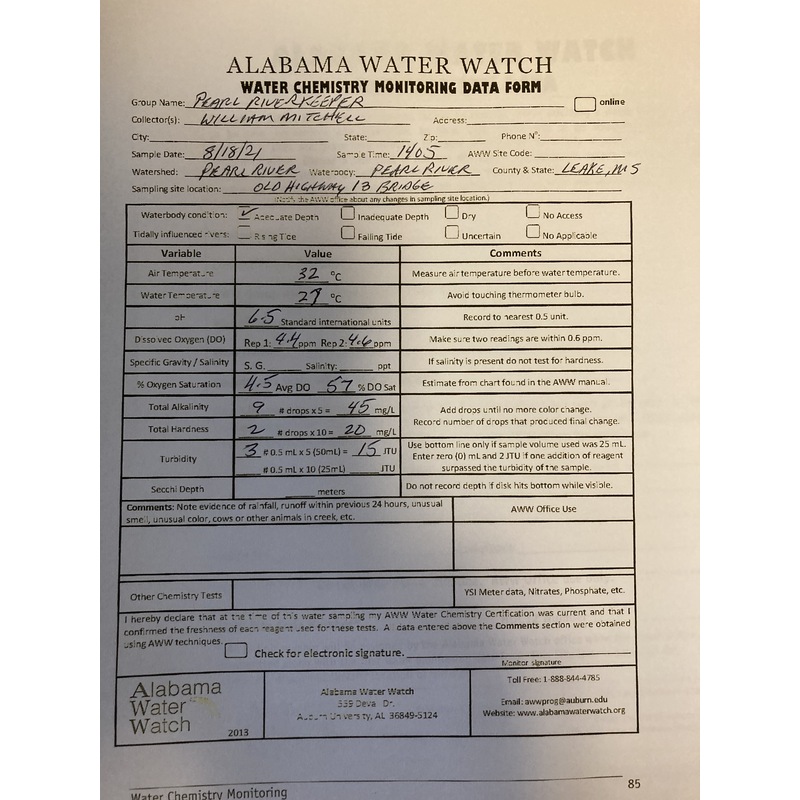 ALABAMA WATER WATCH
WATER CHEMISTRY MONITORING DATA FORM
Group Name: PEARL RIVERKEEPER online
Collector(s): WILLIAM MITCHELL Address:
City: State: Zip: Phone N°:
Sample Date: 8/18/21 Sample Time: 1405 AWW Site Code:
Watershed: PEARL RIVER Waterbody: PEARL RIVER County & State: LEAKE, MS
Sampling site location: OLD HIGHWAY 13 BRIDGE
(Notify the AWW office about any changes in sampling site location.)
Waterbody condition: ✓ Adequate Depth Inadequate Depth Dry No Access
Tidally influenced rivers: Rising Tide Falling Tide Uncertain No Applicable
Variable Value Comments
Air Temperature 32 °C Measure air temperature before water temperature.
Water Temperature 27 °C Avoid touching thermometer bulb.
pH 6.5 Standard international units Record to nearest 0.5 unit.
Dissolved Oxygen (DO) Rep 1: 4.4 ppm Rep 2: 4.6 ppm Make sure two readings are within 0.6 ppm.
Specific Gravity / Salinity S. G. Salinity: ppt If salinity is present do not test for hardness.
% Oxygen Saturation 4.5 Avg DO 57 % DO Sat Estimate from chart found in the AWW manual.
Total Alkalinity 9 # drops x 5 = 45 mg/L Add drops until no more color change.
Record number of drops that produced final change.
Total Hardness 2 # drops x 10 = 20 mg/L
Turbidity 3 # 0.5 mL x 5 (50mL) = 15 JTU Use bottom line only if sample volume used was 25 mL.
Enter zero (0) mL and 2 JTU if one addition of reagent
# 0.5 mL x 10 (25mL) JTU surpassed the turbidity of the sample.
Secchi Depth meters Do not record depth if disk hits bottom while visible.
Comments: Note evidence of rainfall, runoff within previous 24 hours, unusual
smell, unusual color, cows or other animals in creek, etc.
AWW Office Use
Other Chemistry Tests YSI Meter data, Nitrates, Phosphate, etc.
I hereby declare that at the time of this water sampling my AWW Water Chemistry Certification was current and that I
confirmed the freshness of each reagent used for these tests. All data entered above the Comments section were obtained
using AWW techniques.
Check for electronic signature.
Monitor signature
Alabama
Water
Watch
2013
Alabama Water Watch
559 Devall Dr.
Auburn University, AL 36849-5124
Toll Free: 1-888-844-4785
Email: awwprog@auburn.edu
Website: www.alabamawaterwatch.org
Water Chemistry Monitoring
85